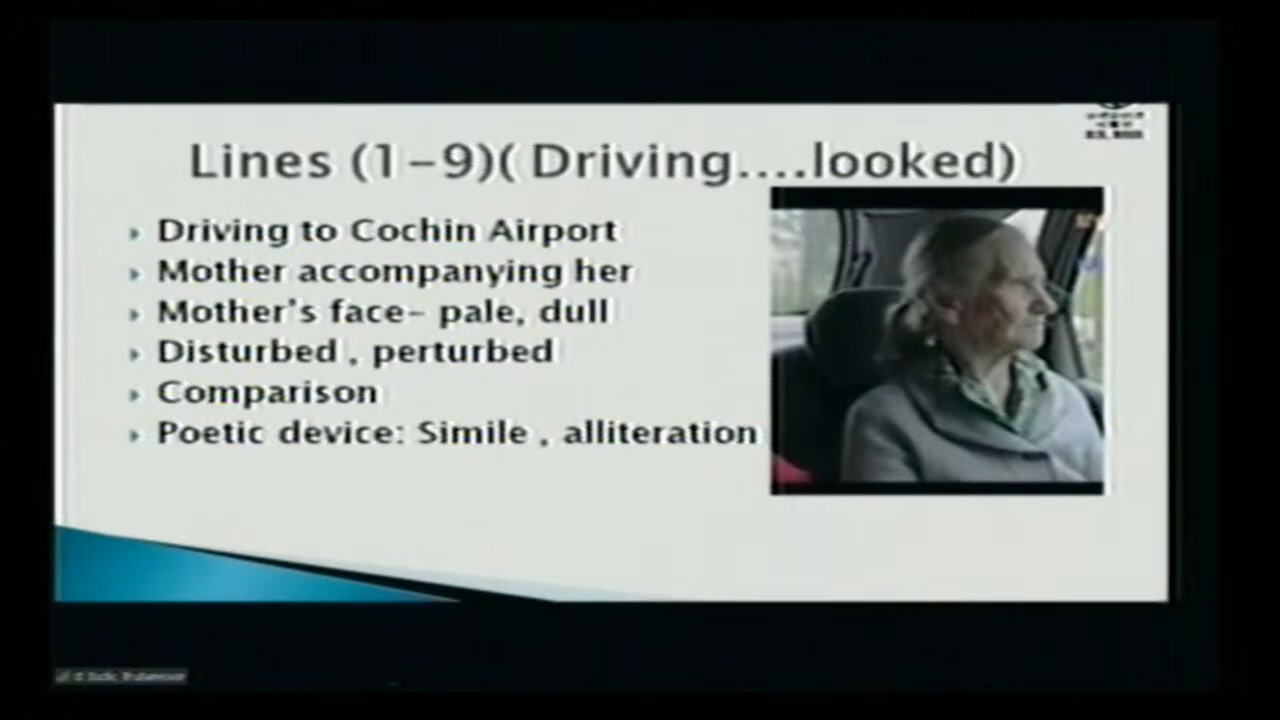 Lines (1-9)( Driving....looked)
Driving to Cochin Airport
Mother accompanying her
Mother's face- pale, dull
Disturbed , perturbed
Comparison
Poetic device: Simile , alliteration